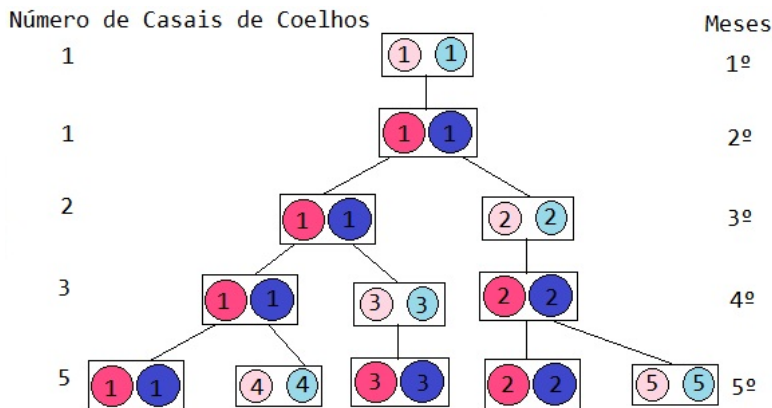 Número de Casais de Coelhos Meses
1 1 1 1º
1 1 1 2º
2 1 1 2 2 3º
3 1 1 3 3 2 2 4º
5 1 1 4 4 3 3 2 2 5 5 5º